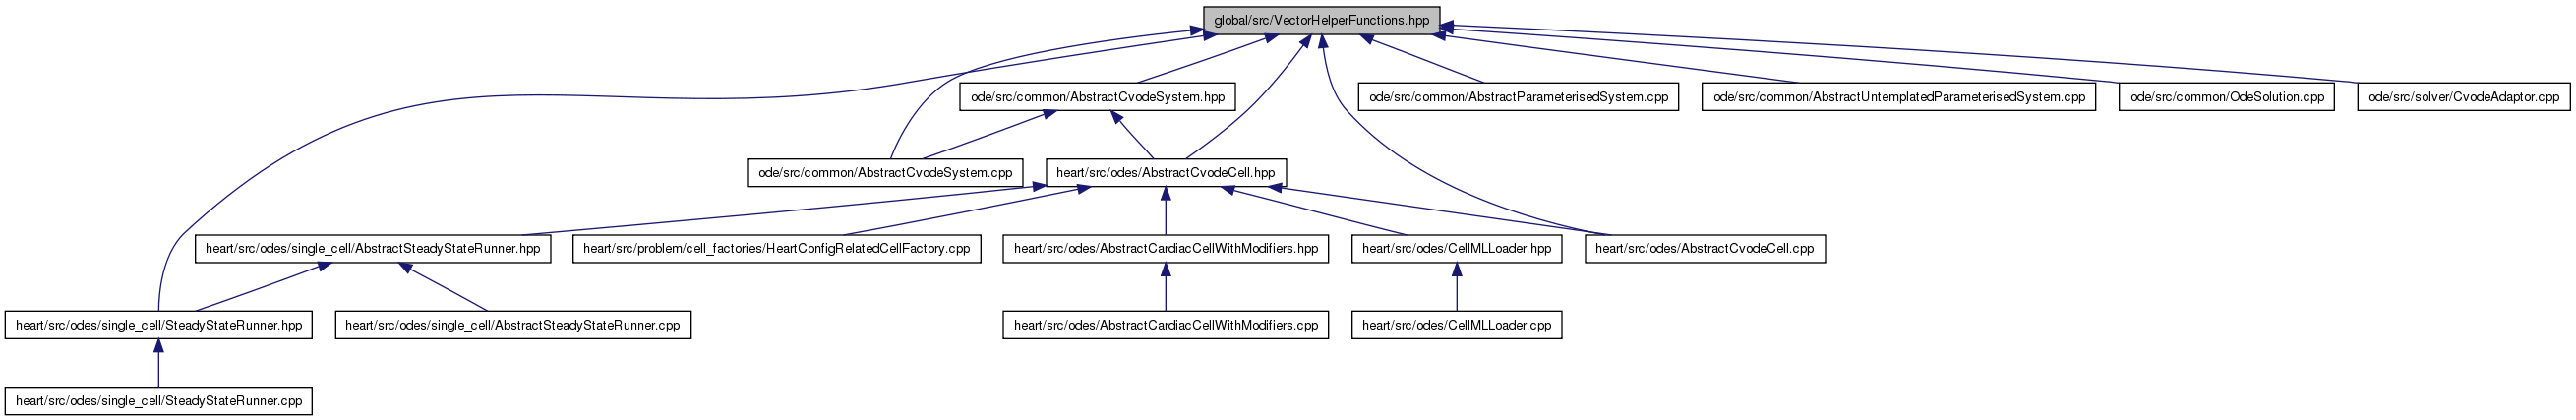 global/src/VectorHelperFunctions.hpp
ode/src/common/AbstractCvodeSystem.hpp
ode/src/common/AbstractParameterisedSystem.cpp
ode/src/common/AbstractUntemplatedParameterisedSystem.cpp
ode/src/common/OdeSolution.cpp
ode/src/solver/CvodeAdaptor.cpp
ode/src/common/AbstractCvodeSystem.cpp
heart/src/odes/AbstractCvodeCell.hpp
heart/src/odes/single_cell/AbstractSteadyStateRunner.hpp
heart/src/problem/cell_factories/HeartConfigRelatedCellFactory.cpp
heart/src/odes/AbstractCardiacCellWithModifiers.hpp
heart/src/odes/CellMLLoader.hpp
heart/src/odes/AbstractCvodeCell.cpp
heart/src/odes/single_cell/SteadyStateRunner.hpp
heart/src/odes/single_cell/AbstractSteadyStateRunner.cpp
heart/src/odes/AbstractCardiacCellWithModifiers.cpp
heart/src/odes/CellMLLoader.cpp
heart/src/odes/single_cell/SteadyStateRunner.cpp